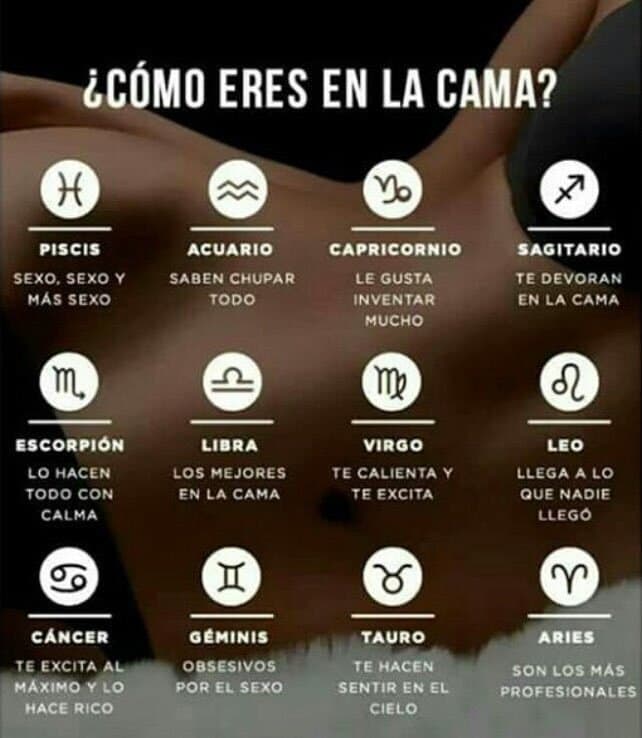 ¿CÓMO ERES EN LA CAMA?
PISCIS
SEXO, SEXO Y
MÁS SEXO
ACUARIO
SABEN CHUPAR
TODO
CAPRICORNIO
LE GUSTA
INVENTAR
MUCHO
SAGITARIO
TE DEVORAN
EN LA CAMA
ESCORPIÓN
LO HACEN
TODO CON
CALMA
LIBRA
LOS MEJORES
EN LA CAMA
VIRGO
TE CALIENTA Y
TE EXCITA
LEO
LLEGA A LO
QUE NADIE
LLEGÓ
CÁNCER
TE EXCITA AL
MÁXIMO Y LO
HACE RICO
GÉMINIS
OBSESIVOS
POR EL SEXO
TAURO
TE HACEN
SENTIR EN EL
CIELO
ARIES
SON LOS MÁS
PROFESIONALES